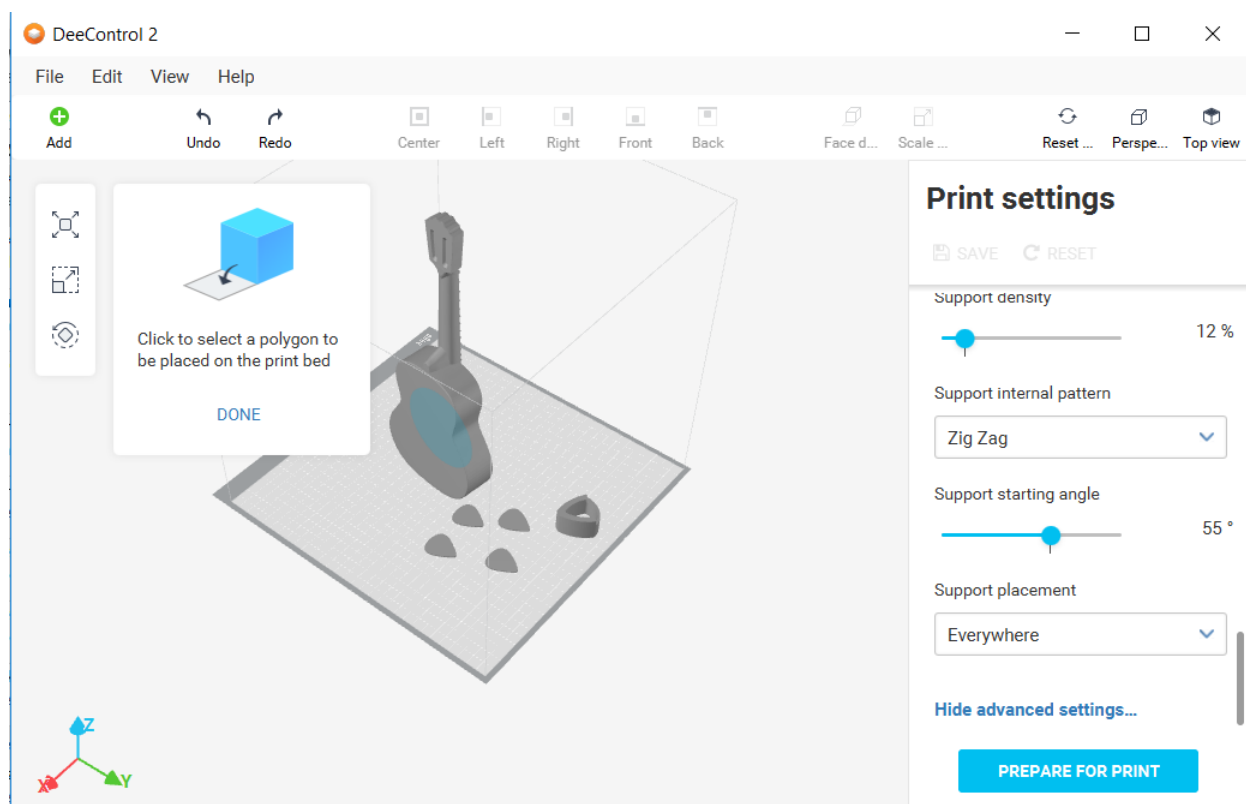 DeeControl 2
File Edit View Help
Add Undo Redo Center Left Right Front Back Face d... Scale ... Reset ... Perspe... Top view
Click to select a polygon to
be placed on the print bed
DONE
Print settings
SAVE RESET
Support density
12 %
Support internal pattern
Zig Zag
Support starting angle
55 °
Support placement
Everywhere
Hide advanced settings...
PREPARE FOR PRINT
Z
X
Y